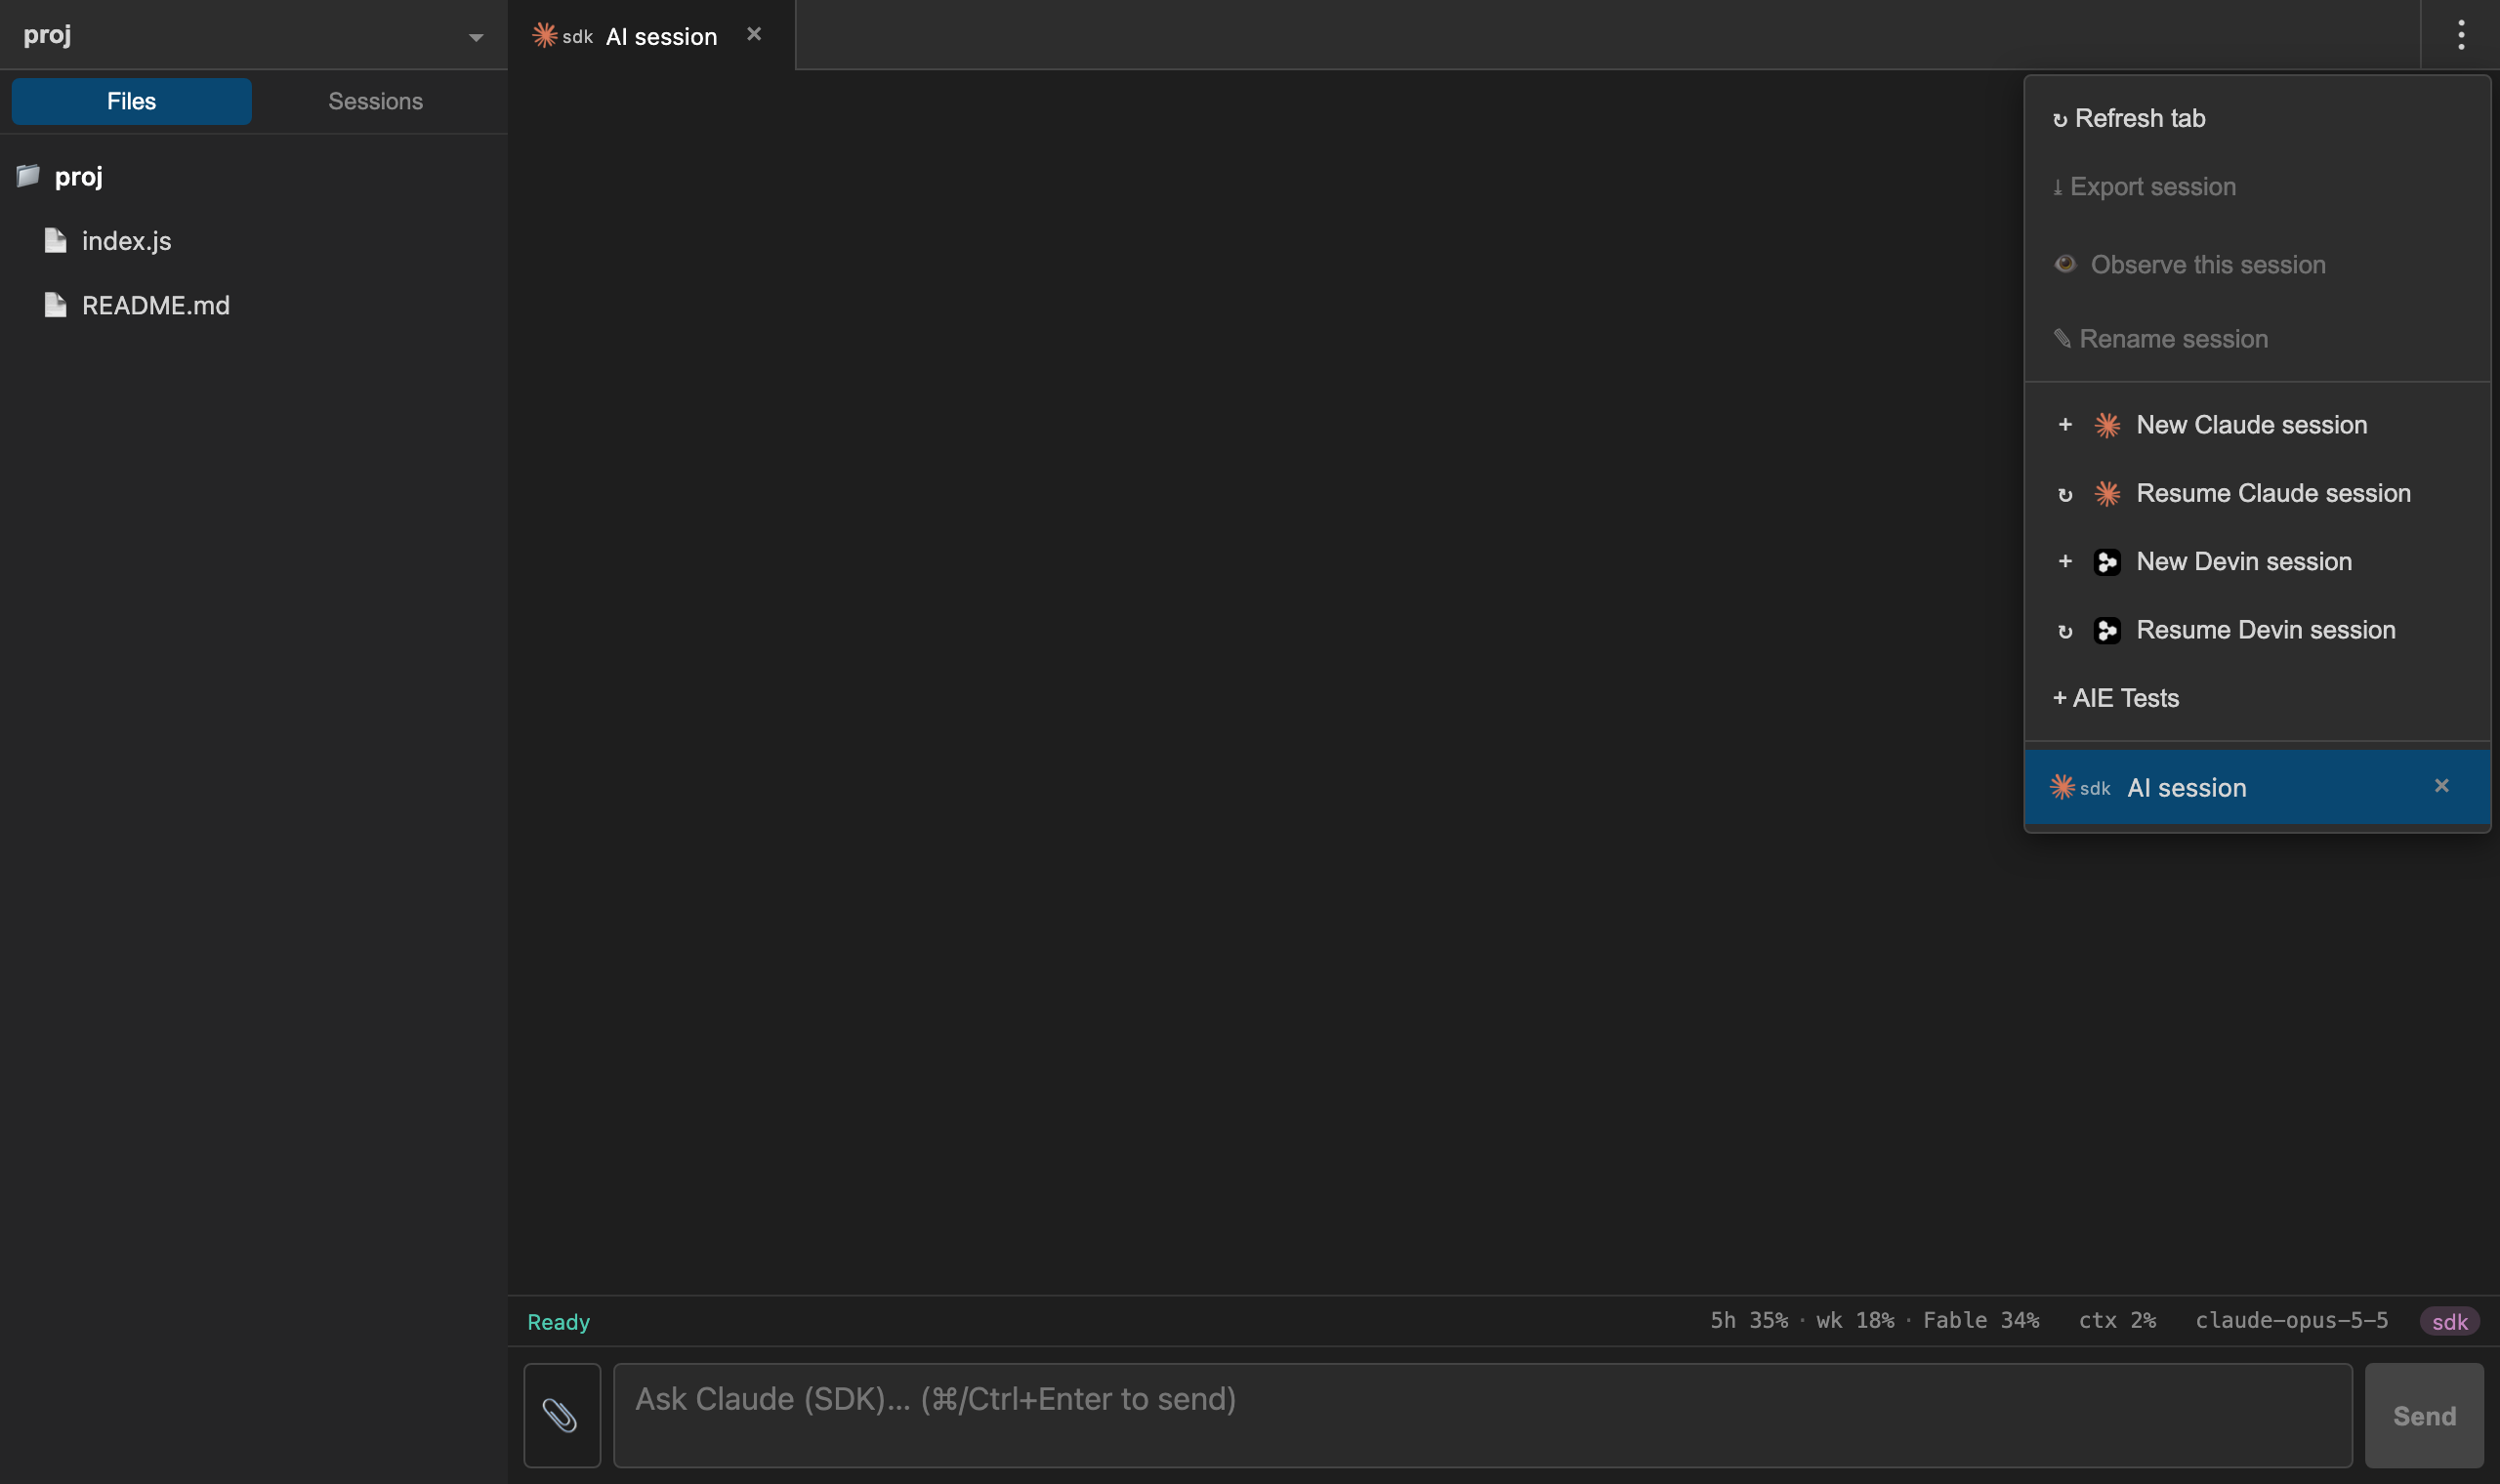 proj
Files
Sessions
proj
index.js
README.md
sdk AI session ×
↻ Refresh tab
↓ Export session
Observe this session
✎ Rename session
+ New Claude session
↻ Resume Claude session
+ New Devin session
↻ Resume Devin session
+ AIE Tests
sdk AI session ×
Ready
5h 35% · wk 18% · Fable 34% ctx 2% claude-opus-5-5 sdk
Ask Claude (SDK)... (⌘/Ctrl+Enter to send)
Send